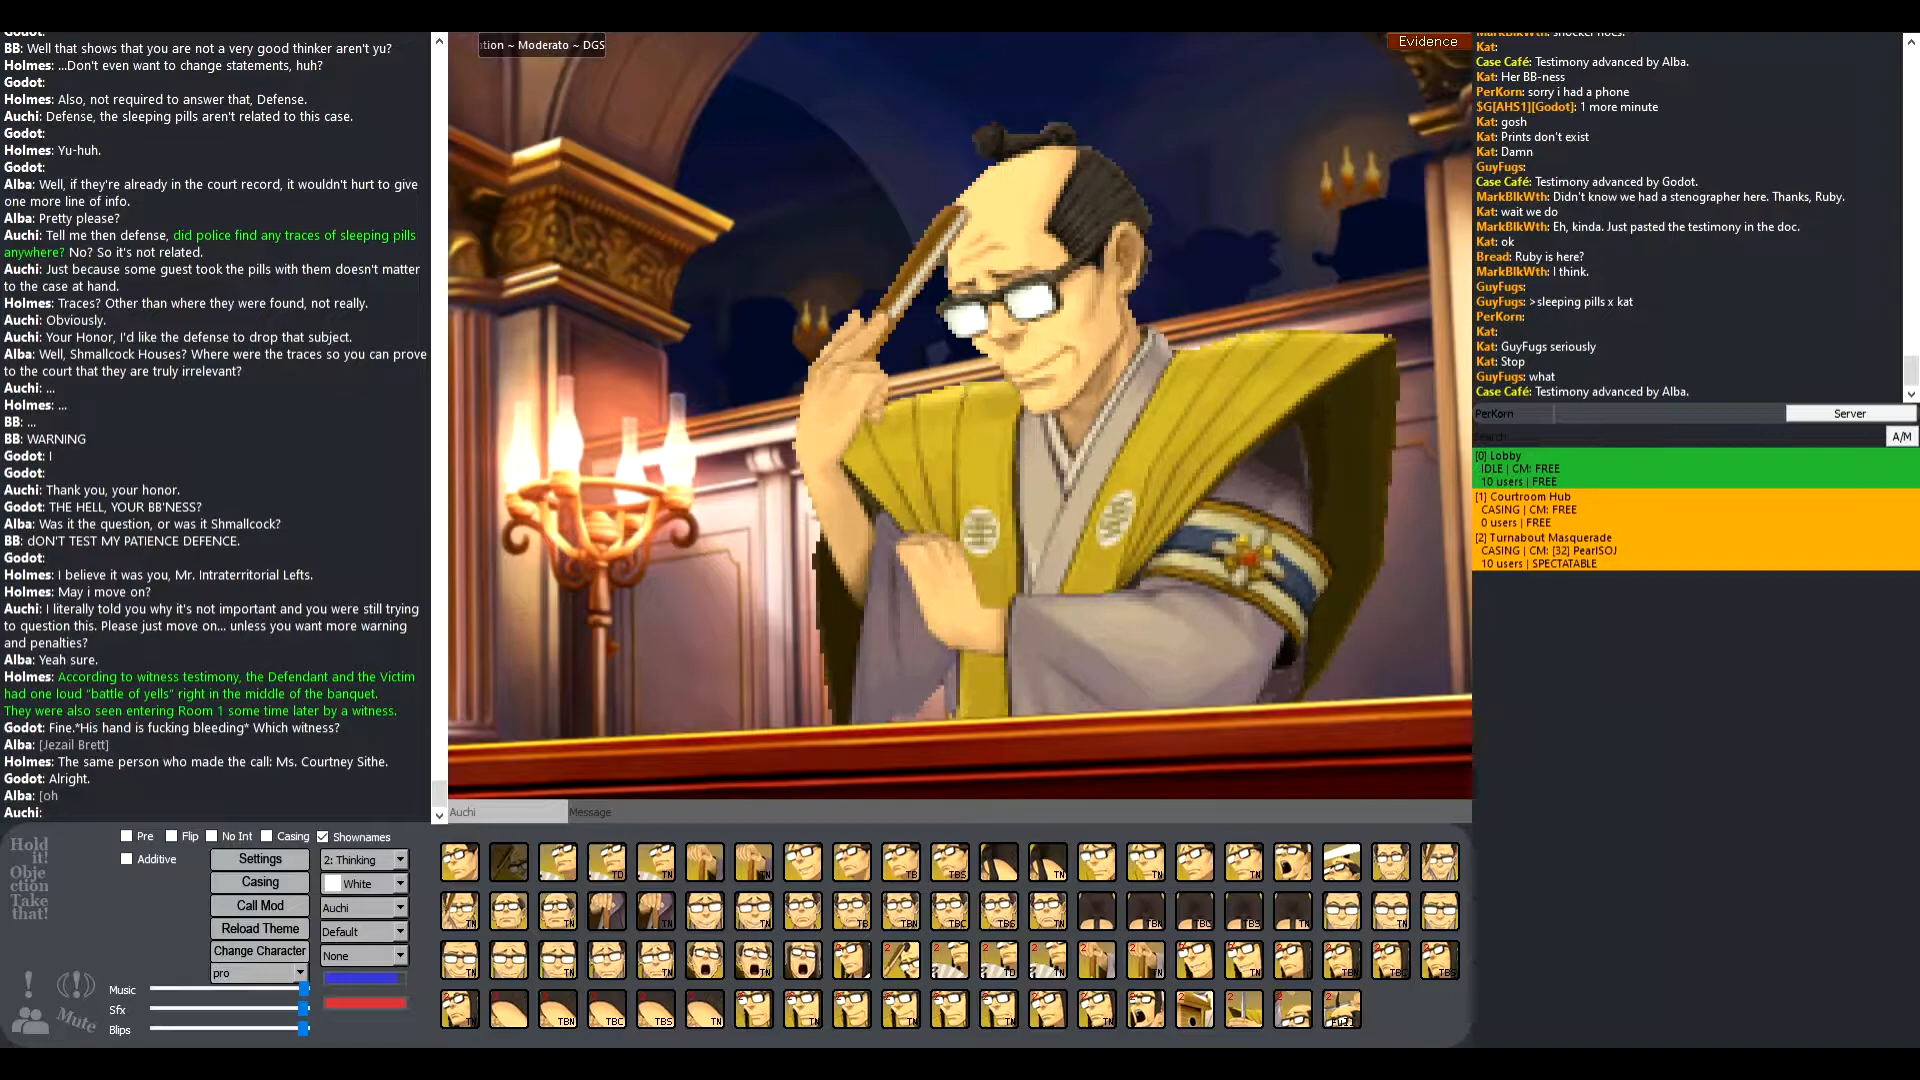 Godot:
BB: Well that shows that you are not a very good thinker aren't yu?
Holmes: ...Don't even want to change statements, huh?
Godot:
Holmes: Also, not required to answer that, Defense.
Auchi: Defense, the sleeping pills aren't related to this case.
Godot:
Holmes: Yu-huh.
Godot:
Alba: Well, if they're already in the court record, it wouldn't hurt to give
one more line of info.
Alba: Pretty please?
Auchi: Tell me then defense, did police find any traces of sleeping pills
anywhere? No? So it's not related.
Auchi: Just because some guest took the pills with them doesn't matter
to the case at hand.
Holmes: Traces? Other than where they were found, not really.
Auchi: Obviously.
Auchi: Your Honor, I'd like the defense to drop that subject.
Alba: Well, Shmallcock Houses? Where were the traces so you can prove
to the court that they are truly irrelevant?
Auchi: ...
Holmes: ...
BB: ...
BB: WARNING
Godot: I
Godot:
Auchi: Thank you, your honor.
Godot: THE HELL, YOUR BB'NESS?
Alba: Was it the question, or was it Shmallcock?
BB: dON'T TEST MY PATIENCE DEFENCE.
Godot:
Holmes: I believe it was you, Mr. Intraterritorial Lefts.
Holmes: May i move on?
Auchi: I literally told you why it's not important and you were still trying
to question this. Please just move on... unless you want more warning
and penalties?
Alba: Yeah sure.
Holmes: According to witness testimony, the Defendant and the Victim
had one loud "battle of yells" right in the middle of the banquet.
They were also seen entering Room 1 some time later by a witness.
Godot: Fine.*His hand is fucking bleeding* Which witness?
Alba: [Jezail Brett]
Holmes: The same person who made the call: Ms. Courtney Sithe.
Godot: Alright.
Alba: [oh
Auchi:
tion ~ Moderato ~ DGS
Evidence
MarkBlkWth: shocker noes.
Kat:
Case Café: Testimony advanced by Alba.
Kat: Her BB-ness
PerKorn: sorry i had a phone
$G[AHS1][Godot]: 1 more minute
Kat: gosh
Kat: Prints don't exist
Kat: Damn
GuyFugs:
Case Café: Testimony advanced by Godot.
MarkBlkWth: Didn't know we had a stenographer here. Thanks, Ruby.
Kat: wait we do
MarkBlkWth: Eh, kinda. Just pasted the testimony in the doc.
Kat: ok
Bread: Ruby is here?
MarkBlkWth: I think.
GuyFugs:
GuyFugs: >sleeping pills x kat
PerKorn:
Kat:
Kat: GuyFugs seriously
Kat: Stop
GuyFugs: what
Case Café: Testimony advanced by Alba.
PerKorn
Server
Search
A/M
[0] Lobby
IDLE | CM: FREE
10 users | FREE
[1] Courtroom Hub
CASING | CM: FREE
0 users | FREE
[2] Turnabout Masquerade
CASING | CM: [32] PearlSOJ
10 users | SPECTATABLE
Auchi
Message
Hold
it!
Obje
ction
Take
that!
Pre
Flip
No Int
Casing
Shownames
Additive
Settings
Casing
Call Mod
Reload Theme
Change Character
pro
2: Thinking
White
Auchi
Default
None
Music
Sfx
Blips
Mute